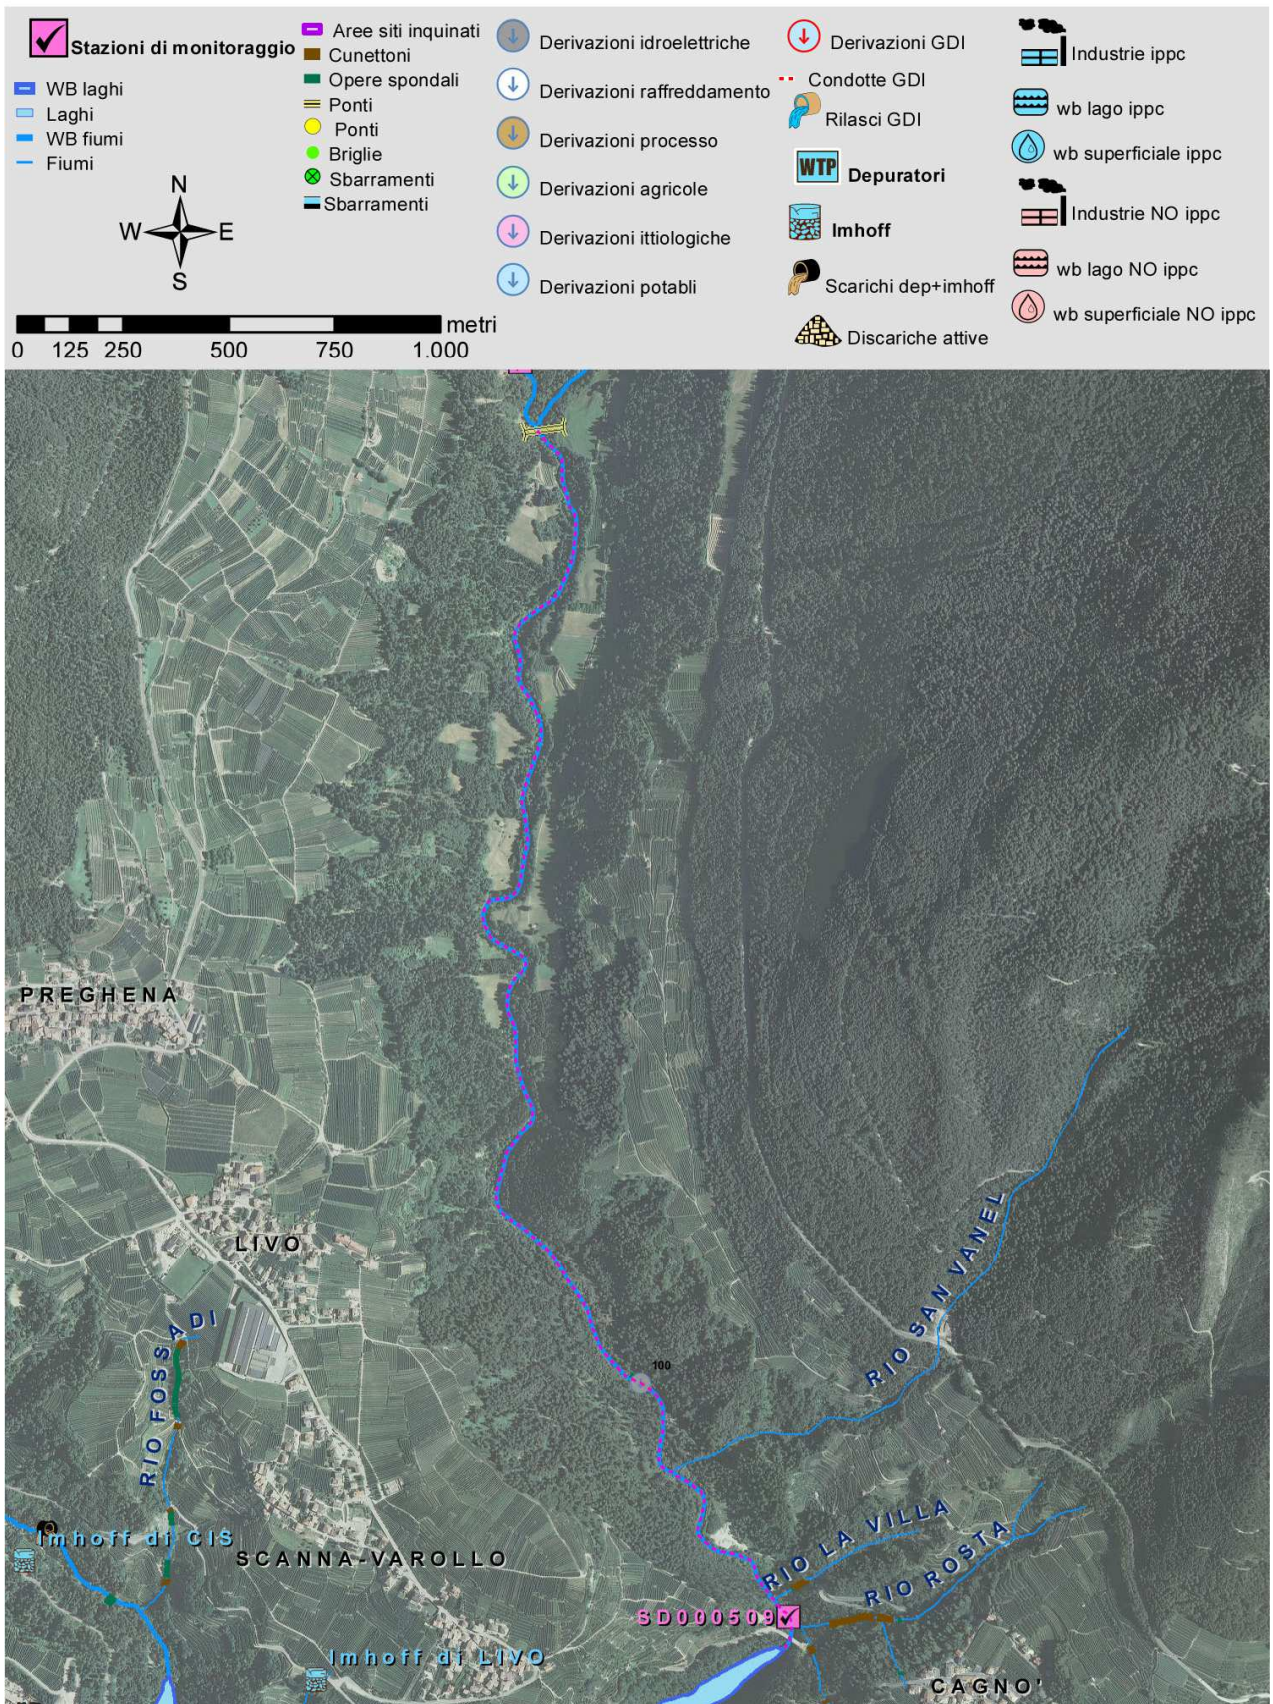 Stazioni di monitoraggio
WB laghi
Laghi
WB fiumi
Fiumi
N
W
E
S
metri
0 125 250 500 750 1.000
Aree siti inquinati
Cunettoni
Opere spondali
Ponti
Ponti
Briglie
Sbarramenti
Sbarramenti
Derivazioni idroelettriche
Derivazioni raffreddamento
Derivazioni processo
Derivazioni agricole
Derivazioni ittiologiche
Derivazioni potabili
Derivazioni GDI
Condotte GDI
Rilasci GDI
WTP Depuratori
Imhoff
Scarichi dep+imhoff
Discariche attive
Industrie ippc
wb lago ippc
wb superficiale ippc
Industrie NO ippc
wb lago NO ippc
wb superficiale NO ippc
PREGHENA
LIVO
RIO FOSSADI
100
RIO SAN VANEL
Imhoff di CIS
SCANNA-VAROLLO
RIO LA VILLA
RIO ROSTA
SD000509
Imhoff di LIVO
CAGNO'